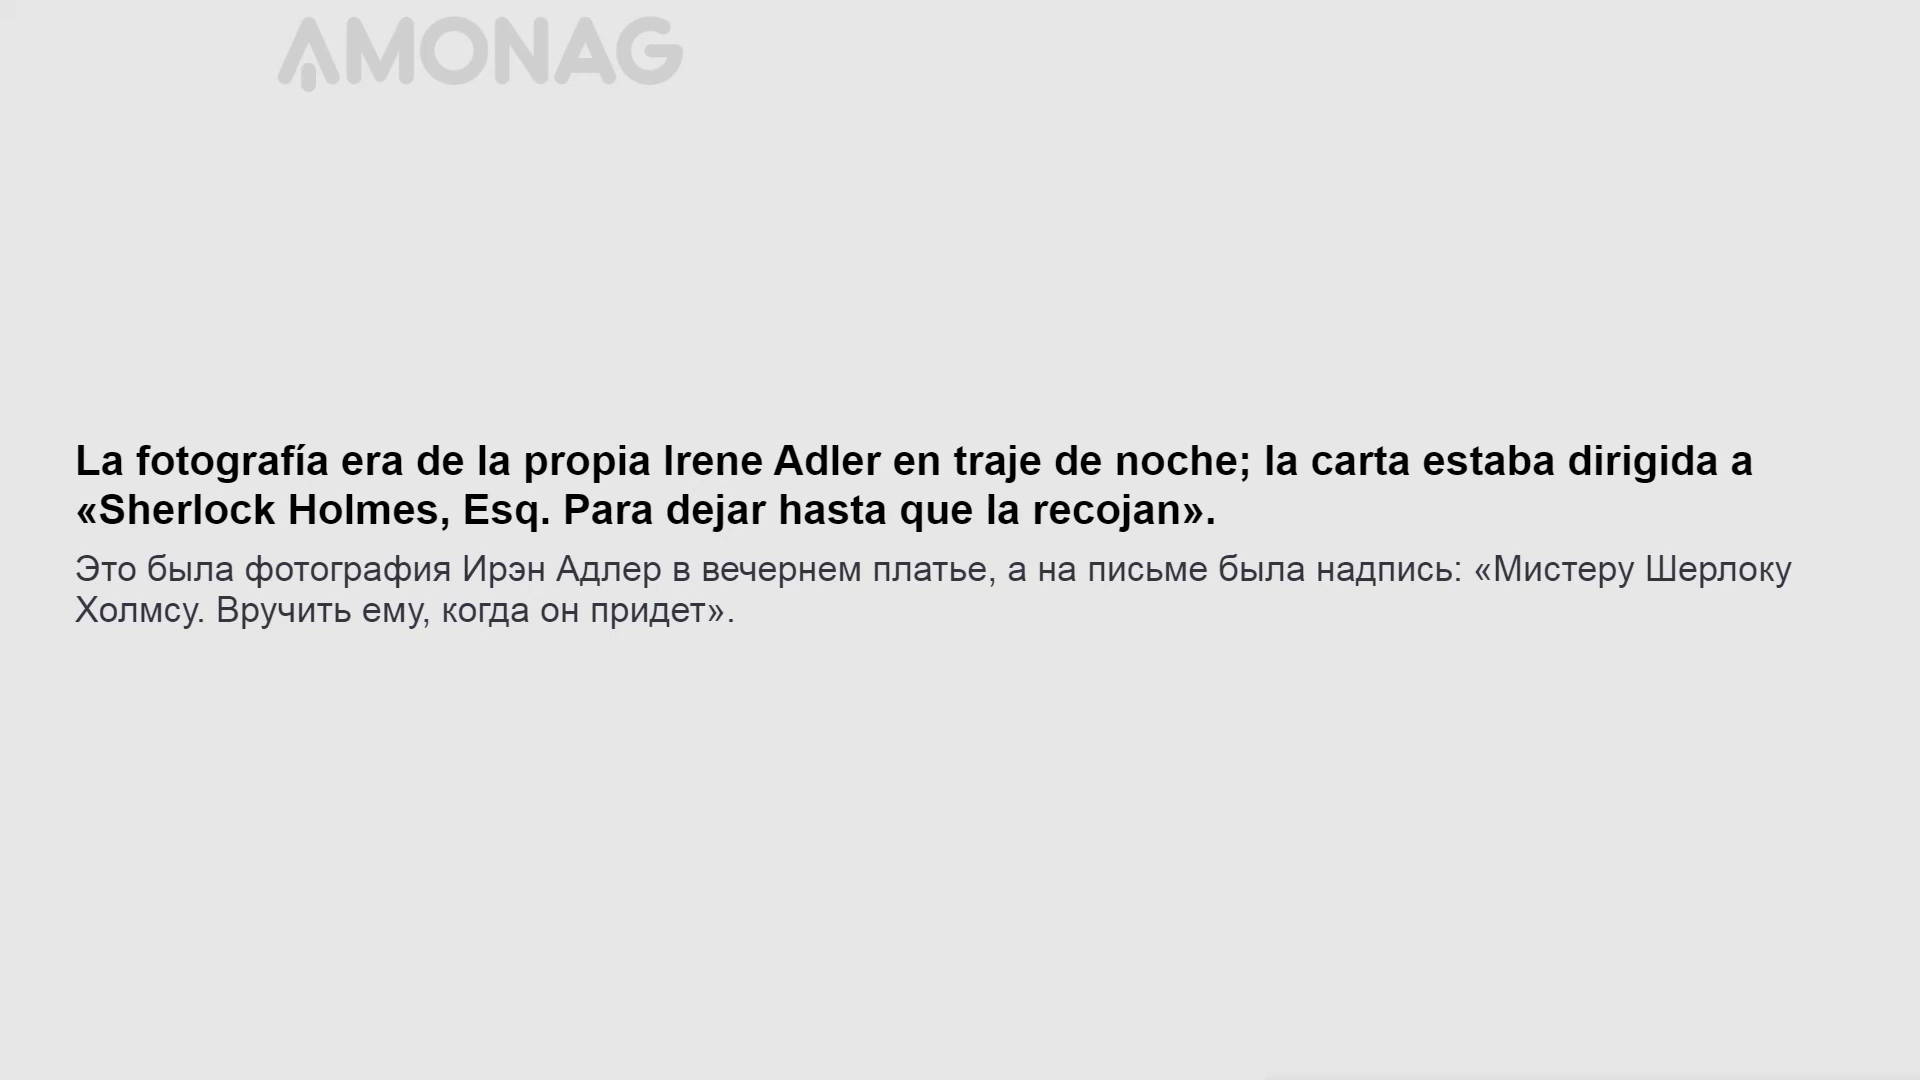 AMONAG
La fotografía era de la propia Irene Adler en traje de noche; la carta estaba dirigida a
«Sherlock Holmes, Esq. Para dejar hasta que la recojan».
Это была фотография Ирэн Адлер в вечернем платье, а на письме была надпись: «Мистеру Шерлоку
Холмсу. Вручить ему, когда он придет».